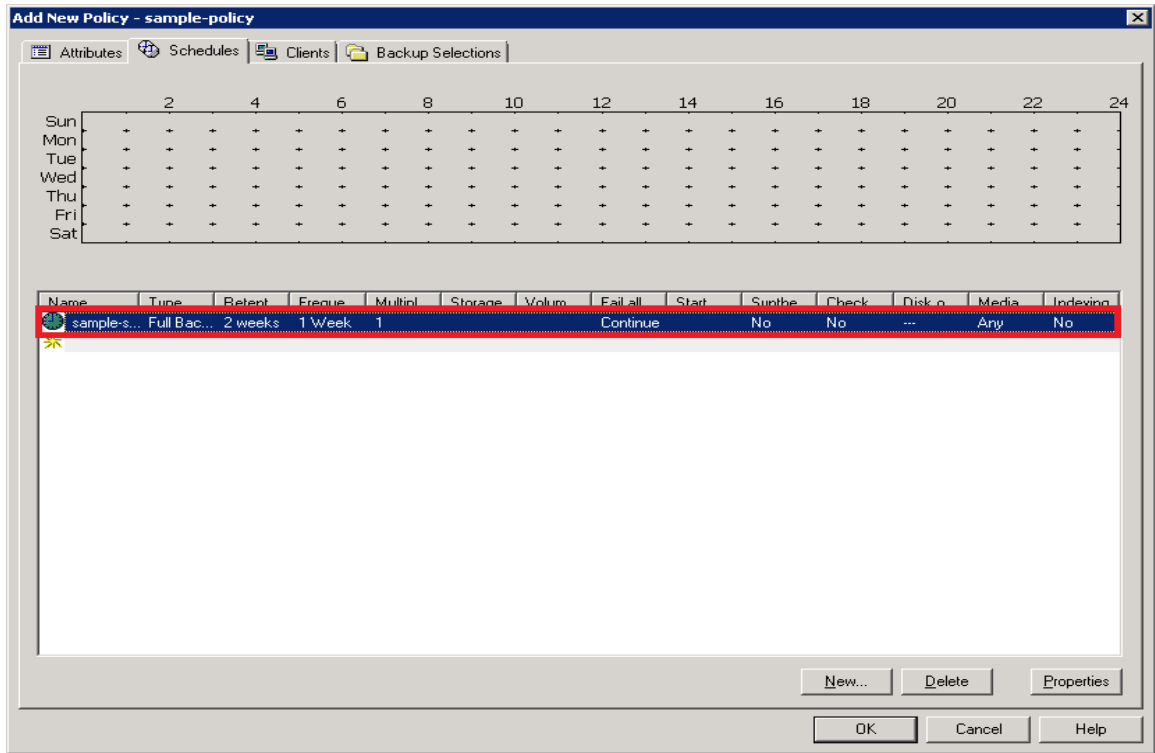 Add New Policy - sample-policy
Attributes Schedules Clients Backup Selections
2 4 6 8 10 12 14 16 18 20 22 24
Sun
Mon
Tue
Wed
Thu
Fri
Sat
Name Type Retent... Freque... Multipl... Storage... Volum... Fail all... Start... Synthe... Check... Disk o... Media... Indexing
sample-s... Full Bac... 2 weeks 1 Week 1 Continue No No --- Any No
New... Delete Properties
OK Cancel Help